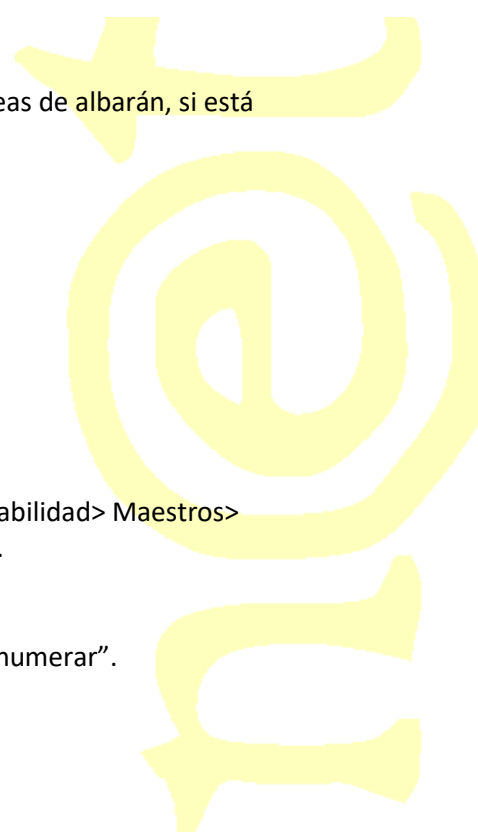 eas de albarán, si está
abilidad> Maestros>
.
numerar”.
n@t